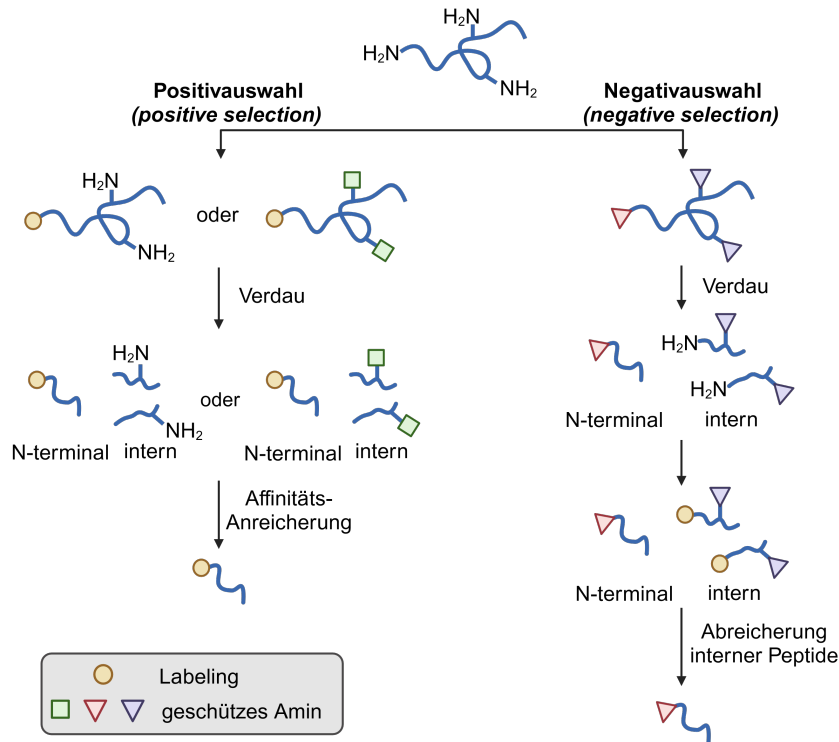 H₂N
H₂N
NH₂
Positivauswahl
(positive selection)
Negativauswahl
(negative selection)
H₂N
NH₂
oder
Verdau
Verdau
H₂N
NH₂
oder
N-terminal
intern
N-terminal
intern
H₂N
H₂N
N-terminal
intern
Affinitäts-
Anreicherung
N-terminal
intern
Abreicherung
interner Peptide
Labeling
geschützes Amin